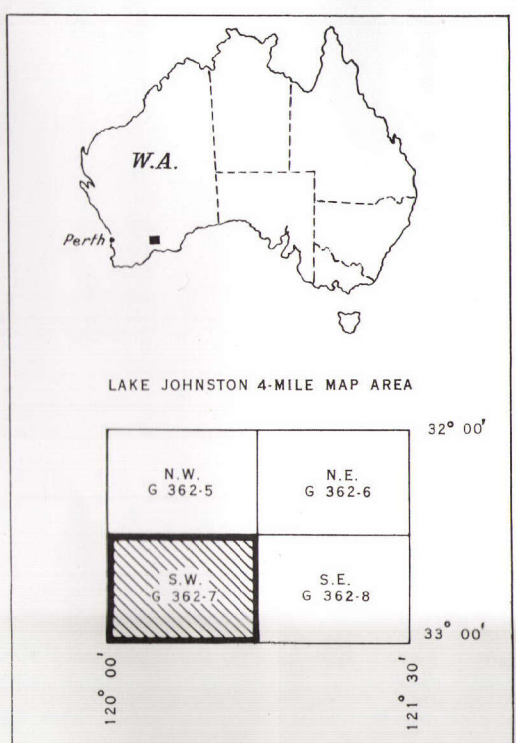 W.A.
Perth
LAKE JOHNSTON 4-MILE MAP AREA
32° 00'
N.W.
G 362-5
N.E.
G 362-6
S.W.
G 362-7
S.E.
G 362-8
33° 00'
120° 00'
121° 30'